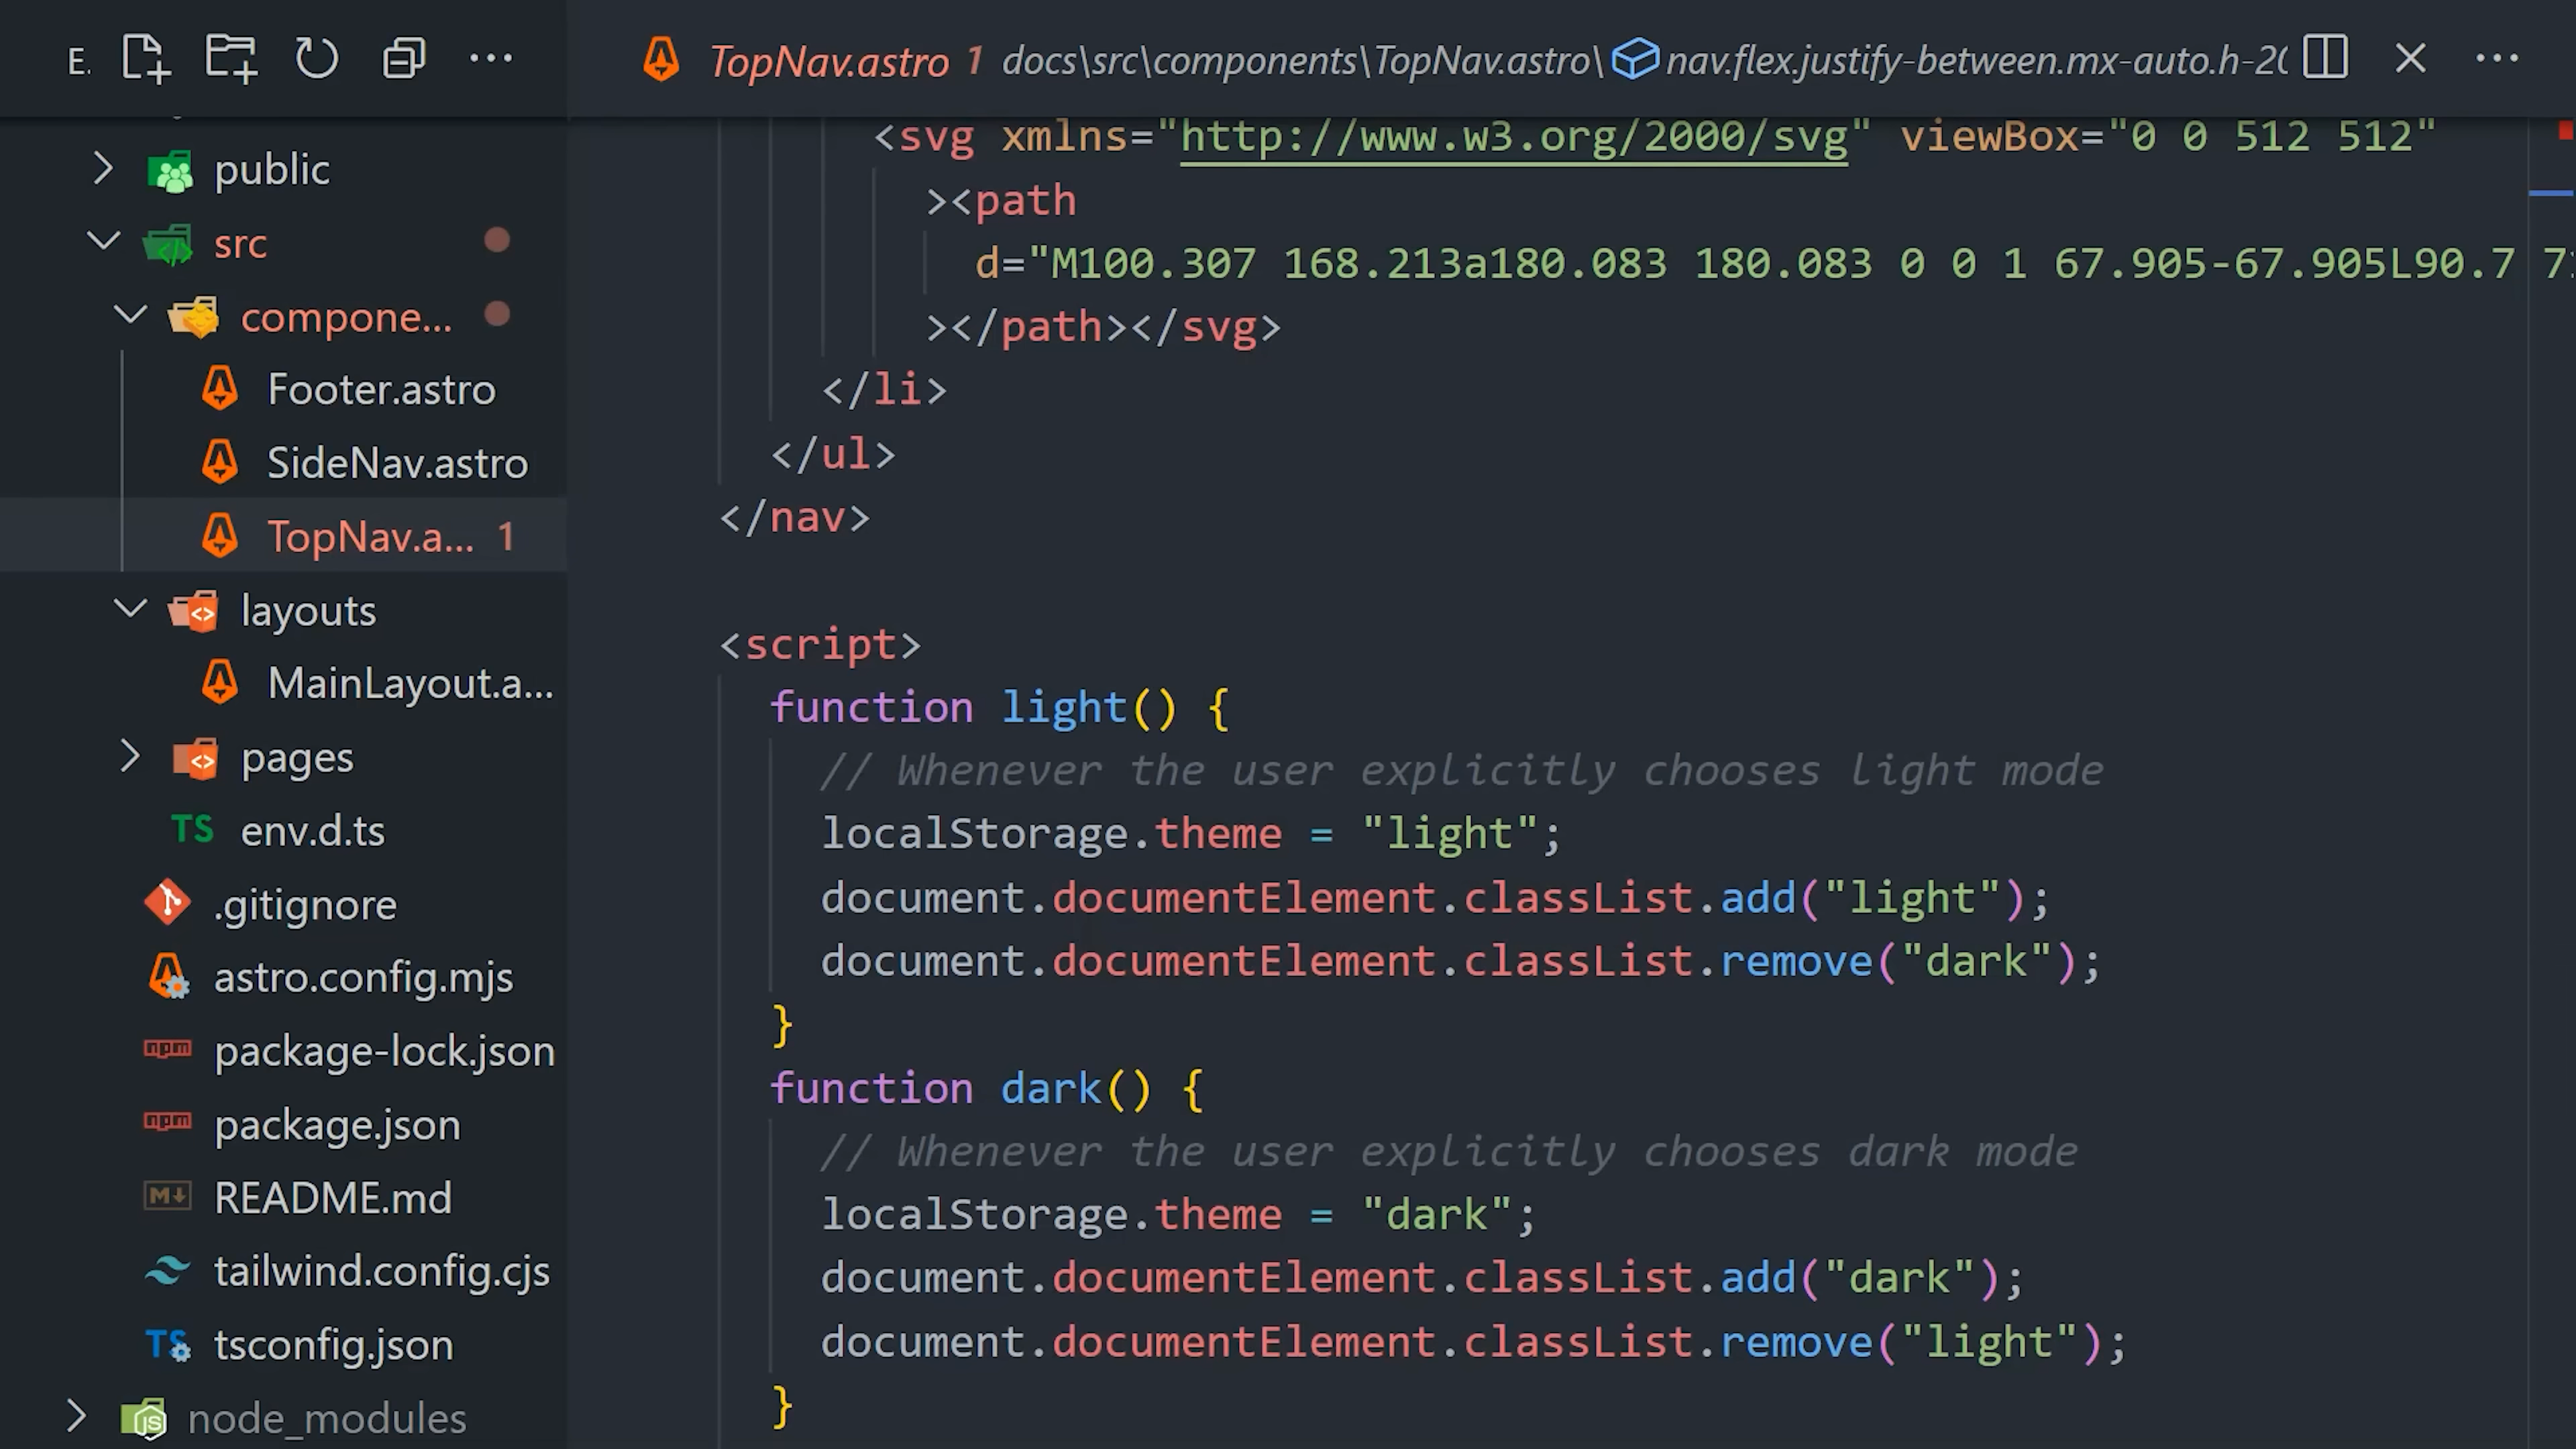 E.
TopNav.astro 1 docs\src\components\TopNav.astro\ nav.flex.justify-between.mx-auto.h-20
public
src
compone...
Footer.astro
SideNav.astro
TopNav.a... 1
layouts
MainLayout.a...
pages
TS env.d.ts
.gitignore
astro.config.mjs
npm package-lock.json
npm package.json
M README.md
tailwind.config.cjs
TS tsconfig.json
JS node_modules
<svg xmlns="http://www.w3.org/2000/svg" viewBox="0 0 512 512"
><path
d="M100.307 168.213a180.083 180.083 0 0 1 67.905-67.905L90.7
></path></svg>
</li>
</ul>
</nav>
<script>
function light() {
// Whenever the user explicitly chooses light mode
localStorage.theme = "light";
document.documentElement.classList.add("light");
document.documentElement.classList.remove("dark");
}
function dark() {
// Whenever the user explicitly chooses dark mode
localStorage.theme = "dark";
document.documentElement.classList.add("dark");
document.documentElement.classList.remove("light");
}